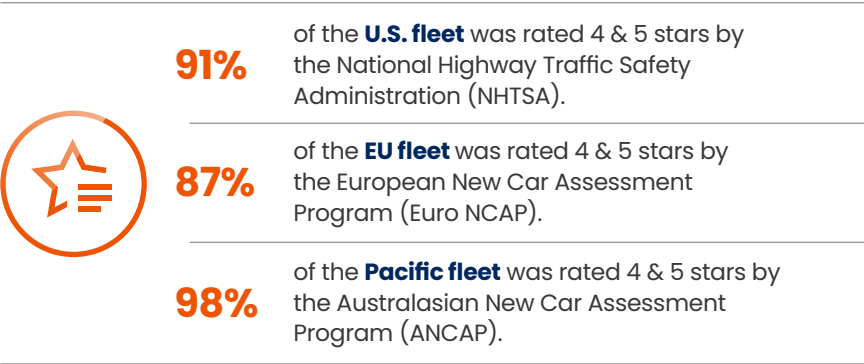 91%
of the U.S. fleet was rated 4 & 5 stars by
the National Highway Traffic Safety
Administration (NHTSA).
87%
of the EU fleet was rated 4 & 5 stars by
the European New Car Assessment
Program (Euro NCAP).
98%
of the Pacific fleet was rated 4 & 5 stars by
the Australasian New Car Assessment
Program (ANCAP).